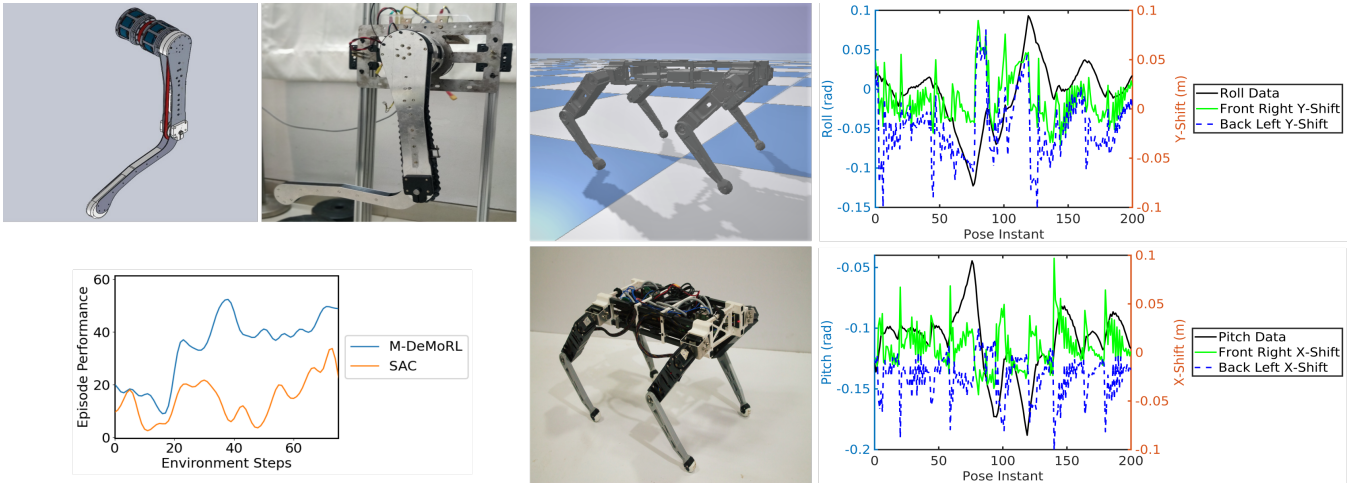 60
40
20
0
0
20
40
60
Episode Performance
Environment Steps
M-DeMoRL
SAC
0.1
0.05
0
-0.05
-0.1
-0.15
Roll (rad)
0
50
100
150
200
Pose Instant
0.1
0.05
0
-0.05
-0.1
Y-Shift (m)
Roll Data
Front Right Y-Shift
Back Left Y-Shift
-0.05
-0.1
-0.15
-0.2
Pitch (rad)
0
50
100
150
200
Pose Instant
0.1
0.05
0
-0.05
-0.1
X-Shift (m)
Pitch Data
Front Right X-Shift
Back Left X-Shift